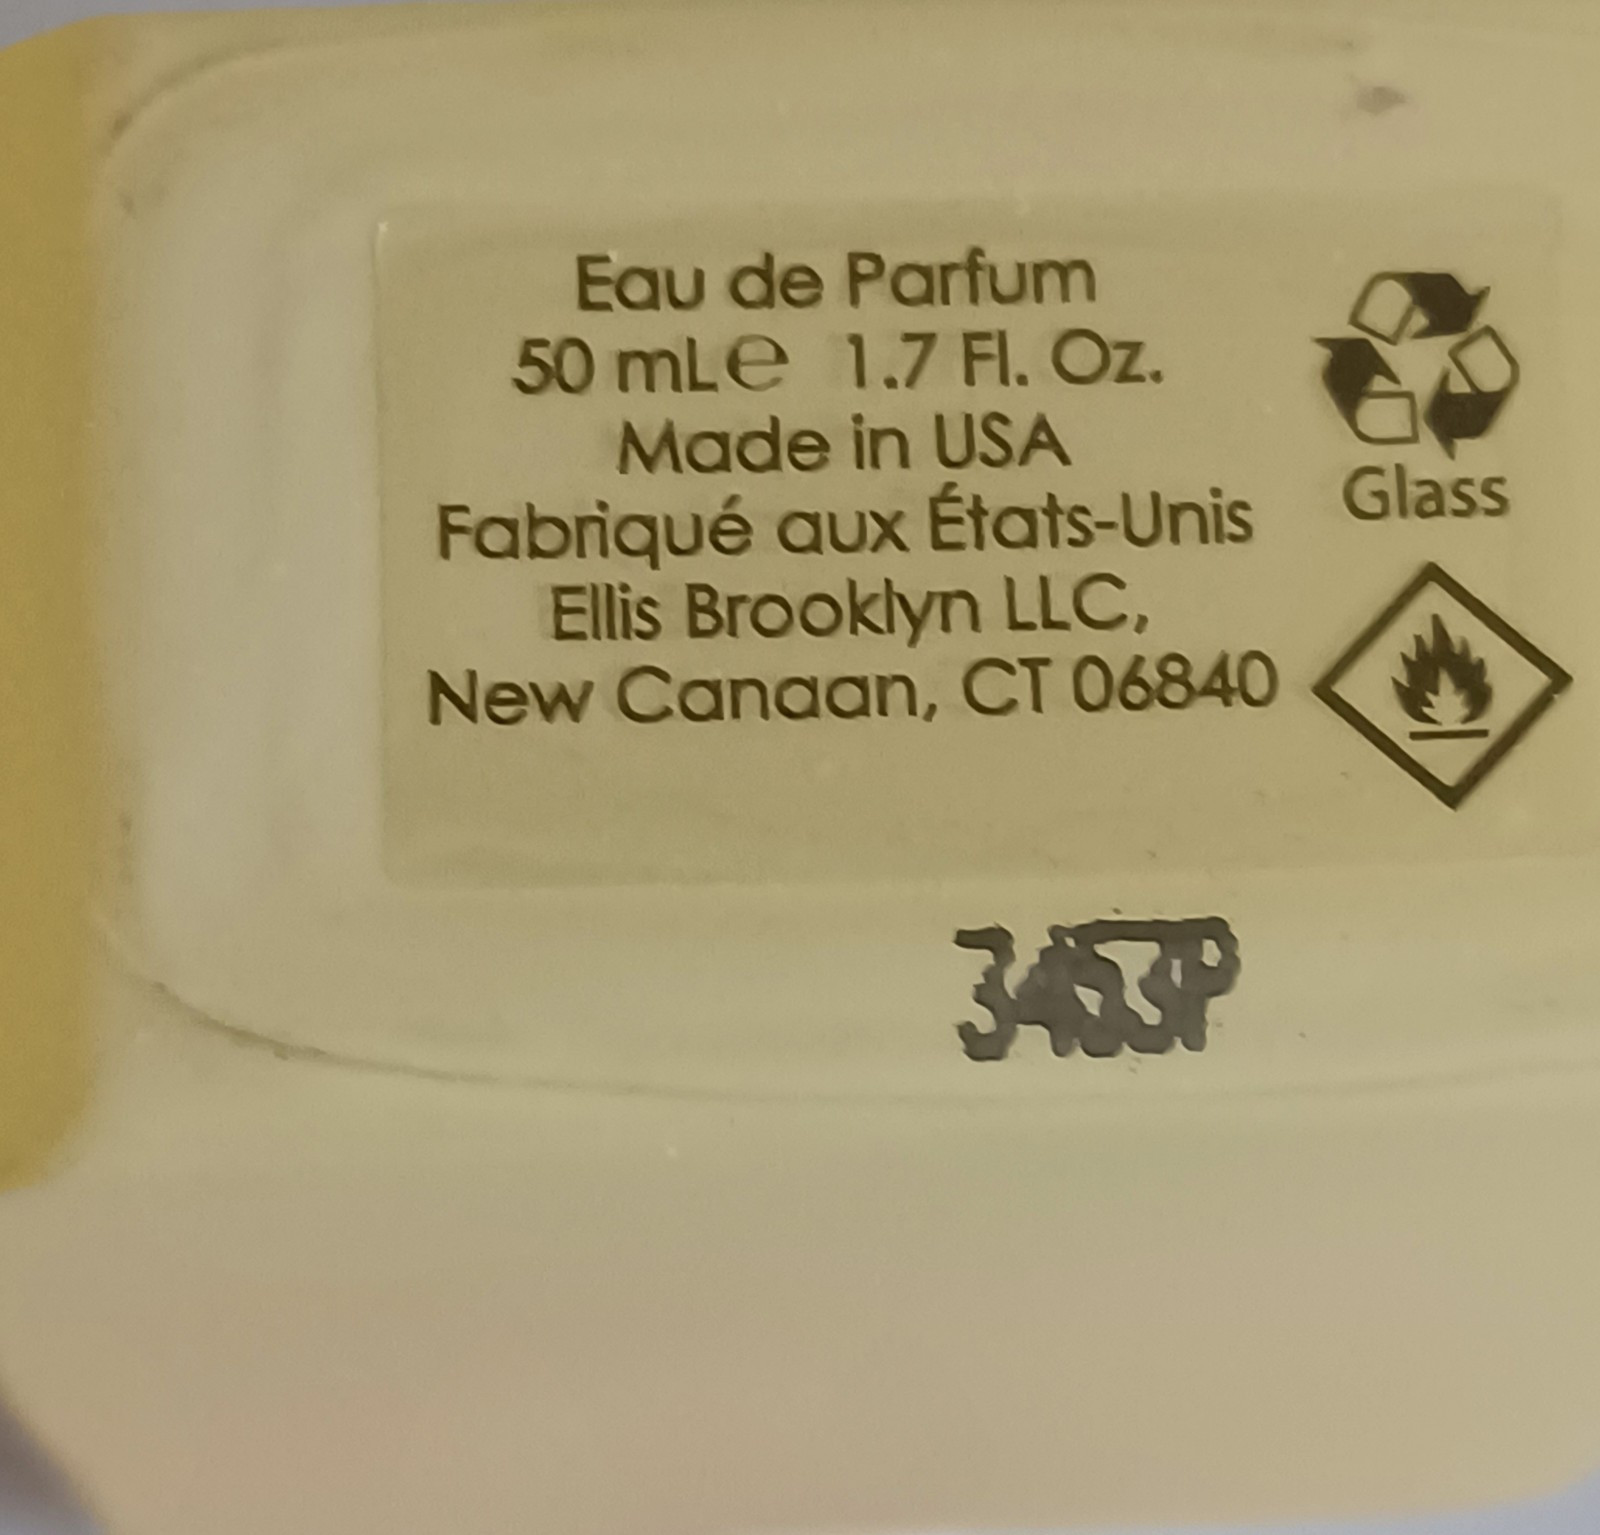 Eau de Parfum
50 mL℮ 1.7 Fl. Oz.
Made in USA
Fabriqué aux États-Unis
Ellis Brooklyn LLC,
New Canaan, CT 06840
Glass
3453P